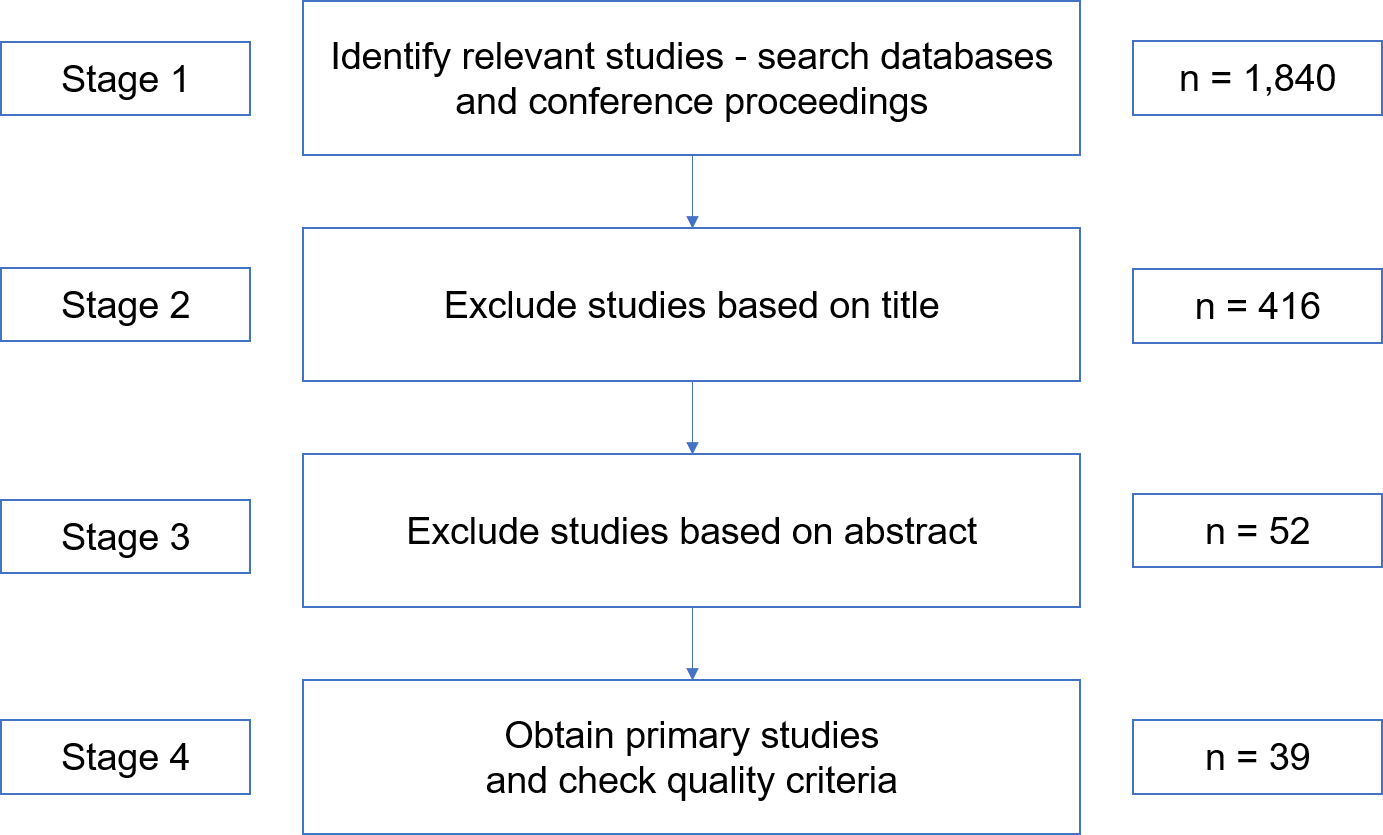 Stage 1
Identify relevant studies - search databases
and conference proceedings
n = 1,840
Stage 2
Exclude studies based on title
n = 416
Stage 3
Exclude studies based on abstract
n = 52
Stage 4
Obtain primary studies
and check quality criteria
n = 39